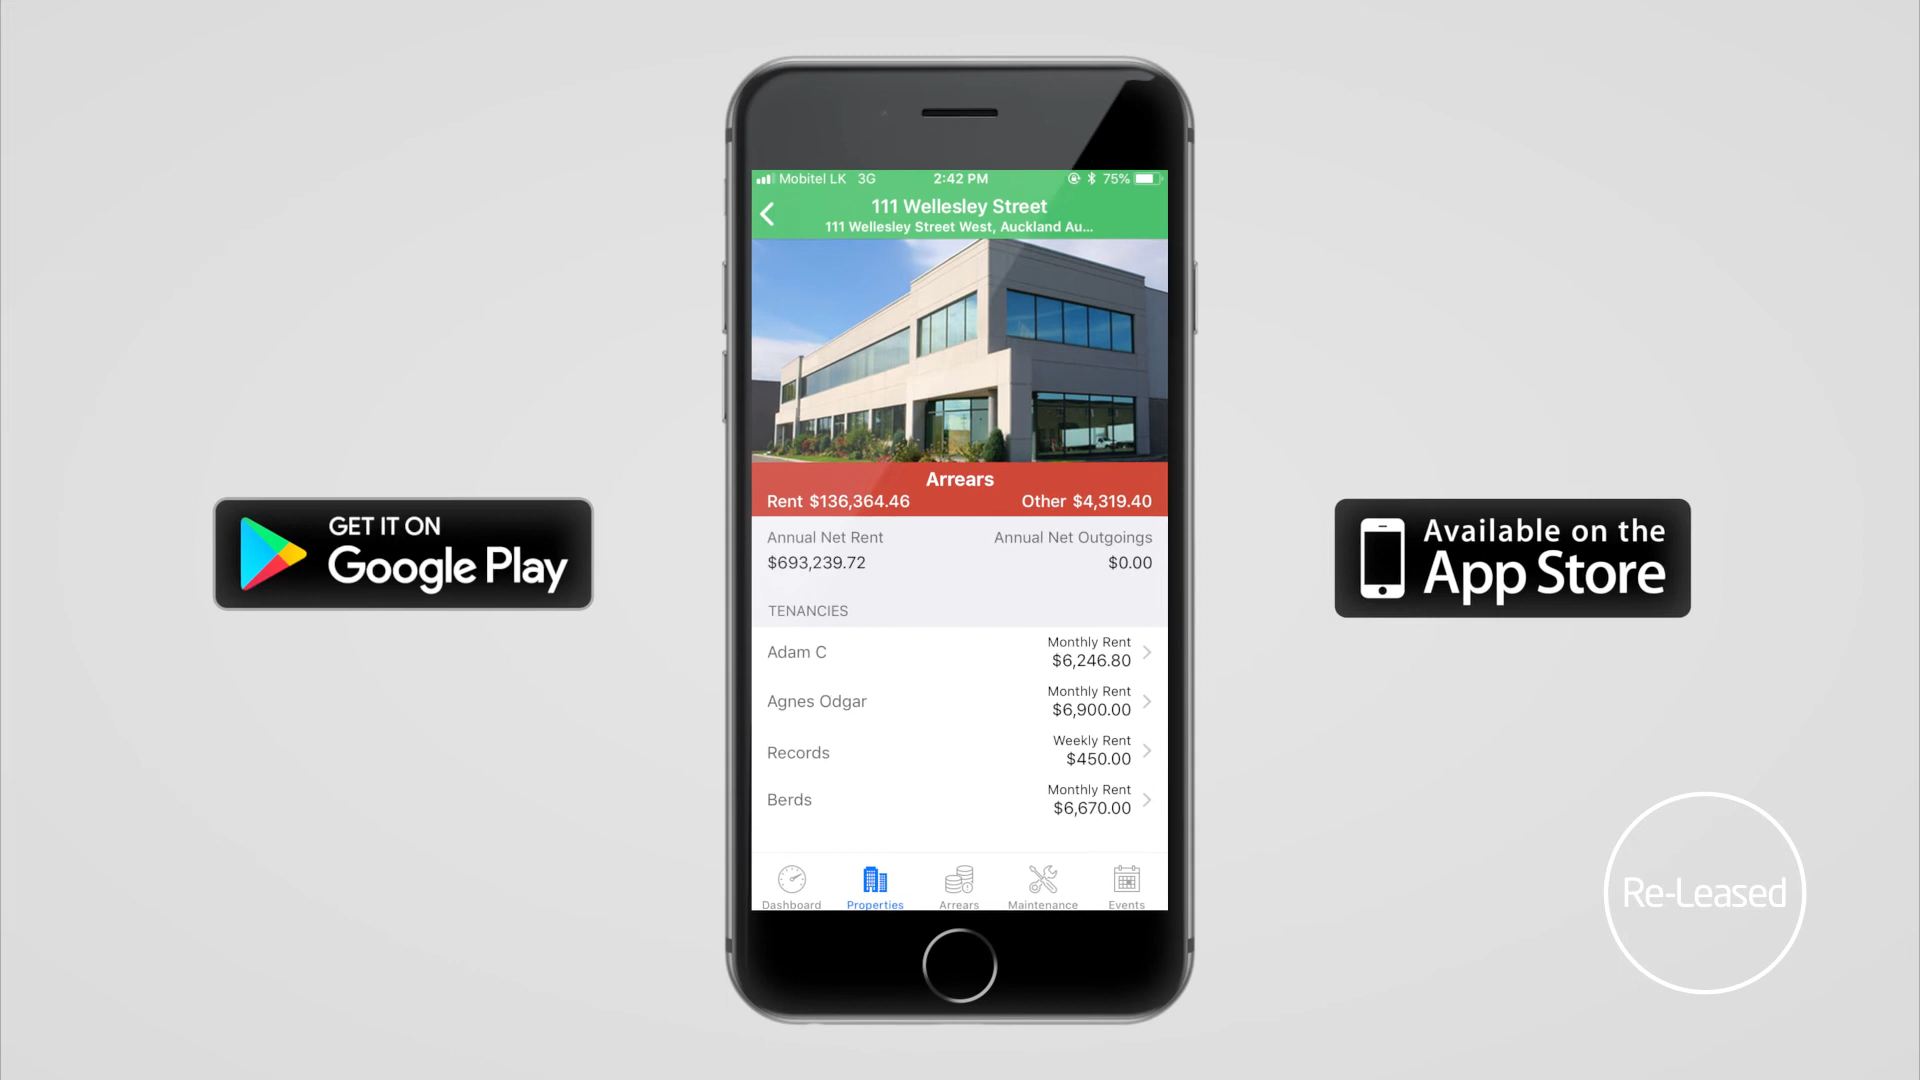 Mobitel LK 3G 2:42 PM 75%
111 Wellesley Street
111 Wellesley Street West, Auckland Au...
Arrears
Rent $136,364.46 Other $4,319.40
Annual Net Rent Annual Net Outgoings
$693,239.72 $0.00
TENANCIES
Adam C
Monthly Rent
$6,246.80
Agnes Odgar
Monthly Rent
$6,900.00
Records
Weekly Rent
$450.00
Berds
Monthly Rent
$6,670.00
Dashboard Properties Arrears Maintenance Events
GET IT ON
Google Play
Available on the
App Store
Re-Leased